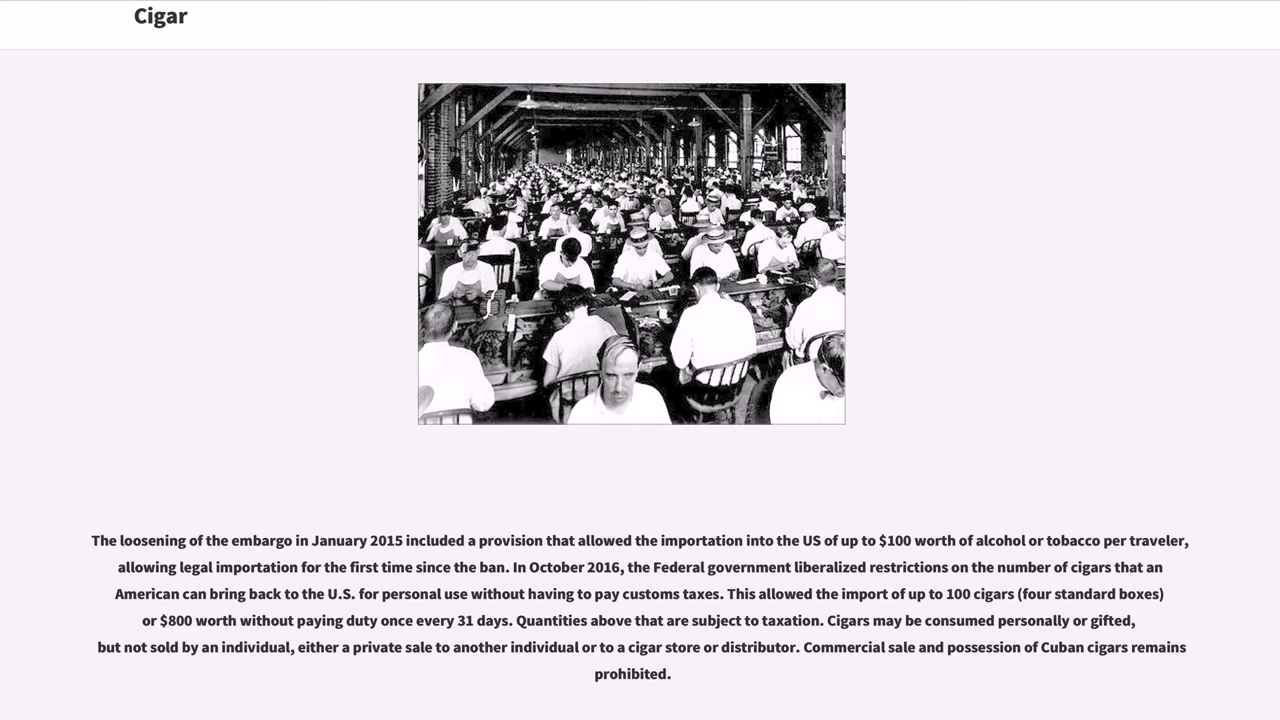 Cigar
The loosening of the embargo in January 2015 included a provision that allowed the importation into the US of up to $100 worth of alcohol or tobacco per traveler,
allowing legal importation for the first time since the ban. In October 2016, the Federal government liberalized restrictions on the number of cigars that an
American can bring back to the U.S. for personal use without having to pay customs taxes. This allowed the import of up to 100 cigars (four standard boxes)
or $800 worth without paying duty once every 31 days. Quantities above that are subject to taxation. Cigars may be consumed personally or gifted,
but not sold by an individual, either a private sale to another individual or to a cigar store or distributor. Commercial sale and possession of Cuban cigars remains
prohibited.